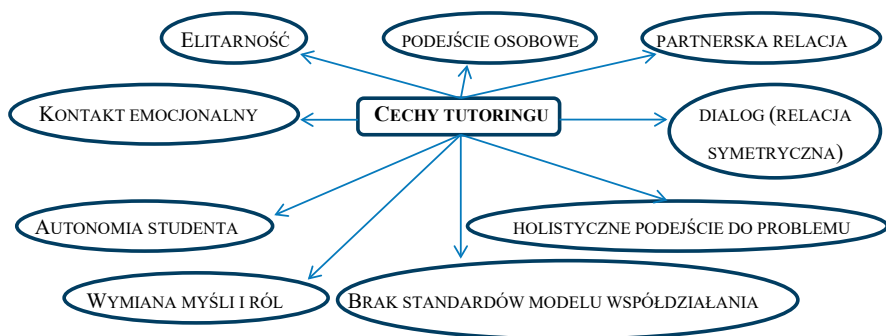 ELITARNOŚĆ
PODEJŚCIE OSOBOWE
PARTNERSKA RELACJA
KONTAKT EMOCJONALNY
CECHY TUTORINGU
DIALOG (RELACJA
SYMETRYCZNA)
AUTONOMIA STUDENTA
HOLISTYCZNE PODEJŚCIE DO PROBLEMU
WYMIANA MYŚLI I RÓL
BRAK STANDARDÓW MODELU WSPÓŁDZIAŁANIA